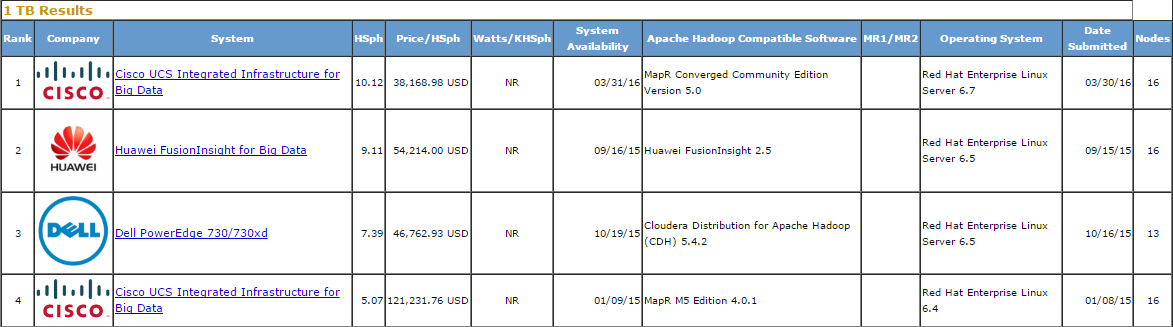 1 TB Results
Rank Company System HSph Price/HSph Watts/KHSph System Availability Apache Hadoop Compatible Software MR1/MR2 Operating System Date Submitted Nodes
1 CISCO. Cisco UCS Integrated Infrastructure for Big Data 10.12 38,168.98 USD NR 03/31/16 MapR Converged Community Edition Version 5.0 Red Hat Enterprise Linux Server 6.7 03/30/16 16
2 HUAWEI Huawei FusionInsight for Big Data 9.11 54,214.00 USD NR 09/16/15 Huawei FusionInsight 2.5 Red Hat Enterprise Linux Server 6.5 09/15/15 16
3 DELL Dell PowerEdge 730/730xd 7.39 46,762.93 USD NR 10/19/15 Cloudera Distribution for Apache Hadoop (CDH) 5.4.2 Red Hat Enterprise Linux Server 6.5 10/16/15 13
4 CISCO. Cisco UCS Integrated Infrastructure for Big Data 5.07 121,231.76 USD NR 01/09/15 MapR M5 Edition 4.0.1 Red Hat Enterprise Linux 6.4 01/08/15 16